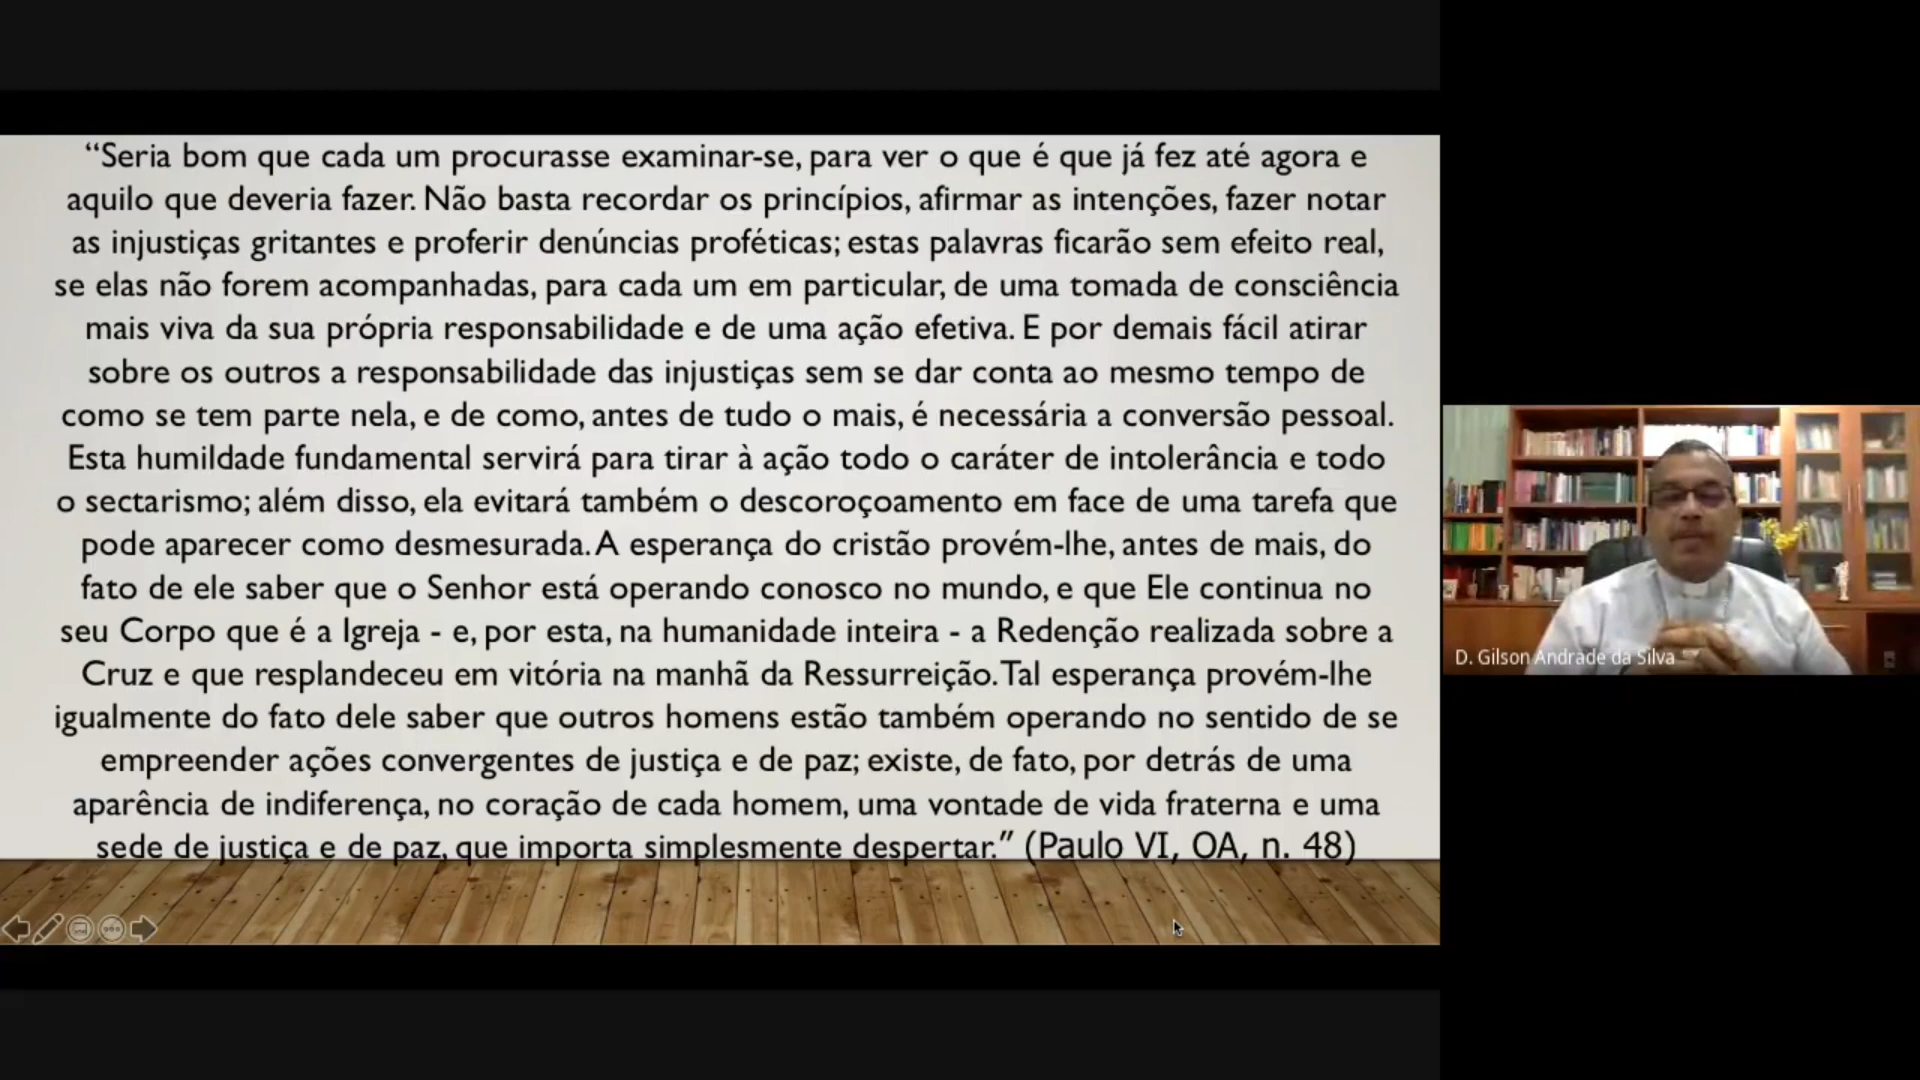 “Seria bom que cada um procurasse examinar-se, para ver o que é que já fez até agora e
aquilo que deveria fazer. Não basta recordar os princípios, afirmar as intenções, fazer notar
as injustiças gritantes e proferir denúncias proféticas; estas palavras ficarão sem efeito real,
se elas não forem acompanhadas, para cada um em particular, de uma tomada de consciência
mais viva da sua própria responsabilidade e de uma ação efetiva. E por demais fácil atirar
sobre os outros a responsabilidade das injustiças sem se dar conta ao mesmo tempo de
como se tem parte nela, e de como, antes de tudo o mais, é necessária a conversão pessoal.
Esta humildade fundamental servirá para tirar à ação todo o caráter de intolerância e todo
o sectarismo; além disso, ela evitará também o descoroçoamento em face de uma tarefa que
pode aparecer como desmesurada. A esperança do cristão provém-lhe, antes de mais, do
fato de ele saber que o Senhor está operando conosco no mundo, e que Ele continua no
seu Corpo que é a Igreja - e, por esta, na humanidade inteira - a Redenção realizada sobre a
Cruz e que resplandeceu em vitória na manhã da Ressurreição. Tal esperança provém-lhe
igualmente do fato dele saber que outros homens estão também operando no sentido de se
empreender ações convergentes de justiça e de paz; existe, de fato, por detrás de uma
aparência de indiferença, no coração de cada homem, uma vontade de vida fraterna e uma
sede de justiça e de paz, que importa simplesmente despertar.” (Paulo VI, OA, n. 48)
D. Gilson Andrade da Silva